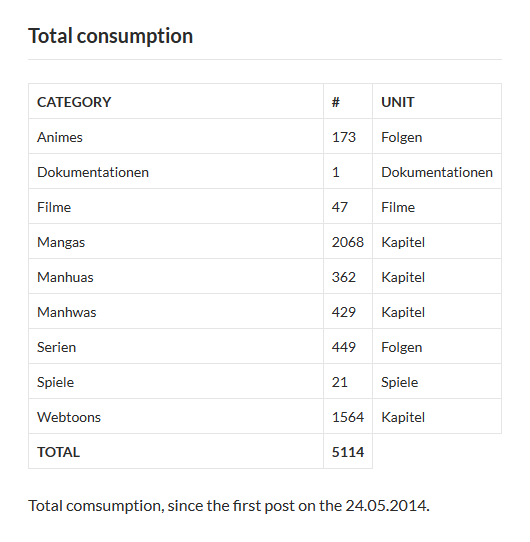 Total consumption
CATEGORY # UNIT
Animes 173 Folgen
Dokumentationen 1 Dokumentationen
Filme 47 Filme
Mangas 2068 Kapitel
Manhuas 362 Kapitel
Manhwas 429 Kapitel
Serien 449 Folgen
Spiele 21 Spiele
Webtoons 1564 Kapitel
TOTAL 5114
Total comsumption, since the first post on the 24.05.2014.